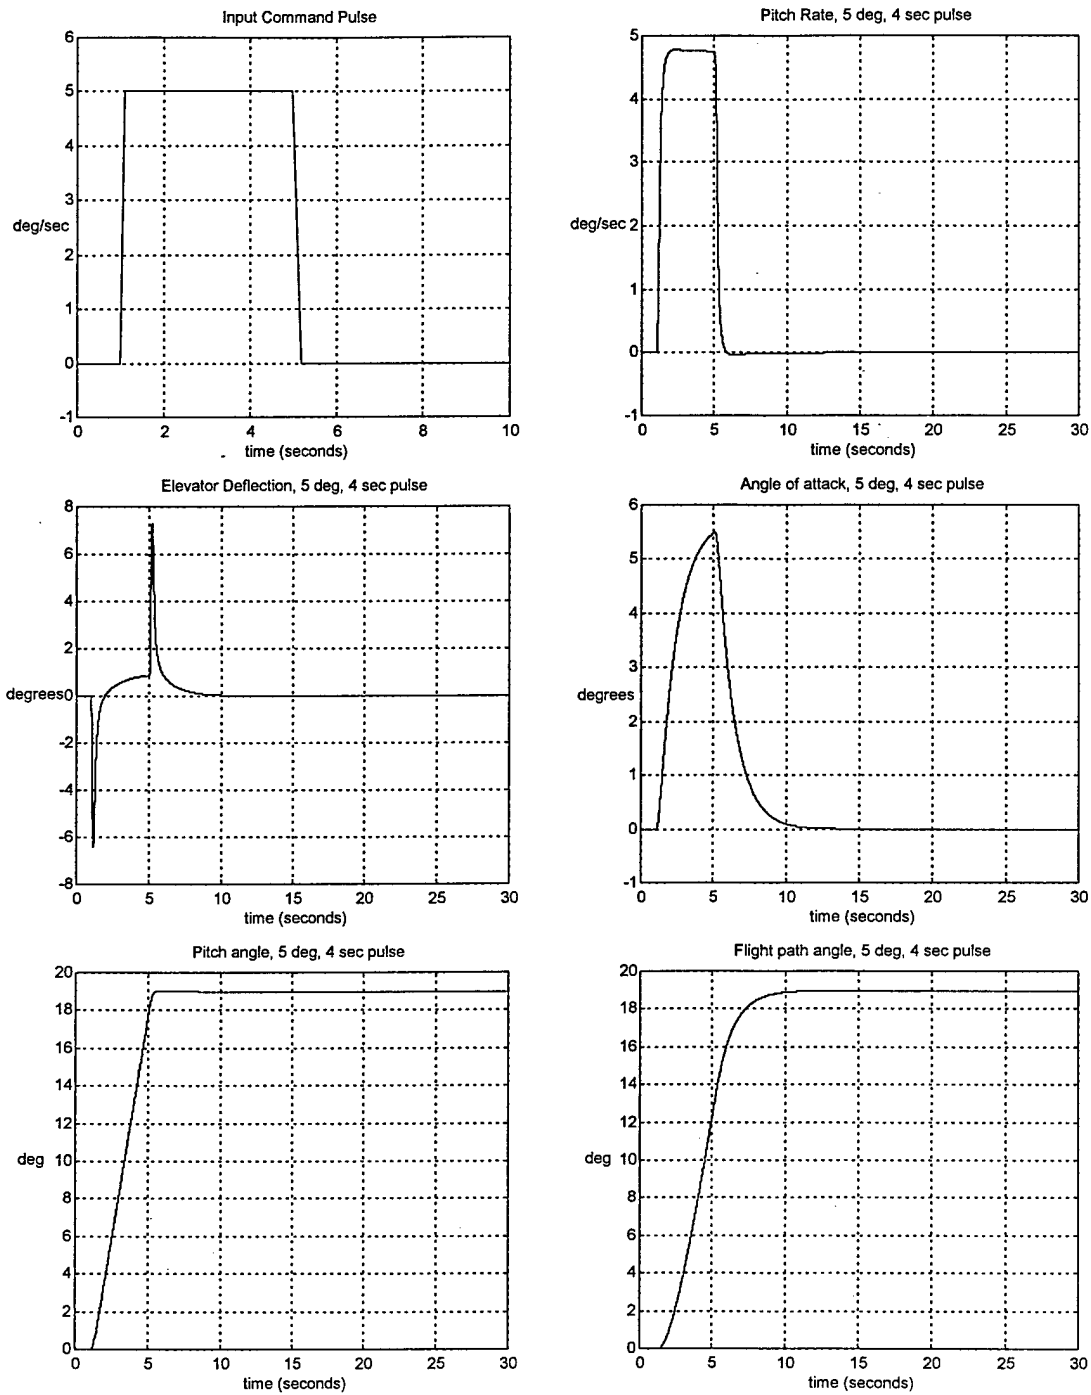 Input Command Pulse
6
5
4
3
deg/sec
2
1
0
-1
0 2 4 6 8 10
time (seconds)
Pitch Rate, 5 deg, 4 sec pulse
5
4
3
deg/sec 2
1
0
-1
0 5 10 15 20 25 30
time (seconds)
Elevator Deflection, 5 deg, 4 sec pulse
8
6
4
2
degrees0
-2
-4
-6
-8
0 5 10 15 20 25 30
time (seconds)
Angle of attack, 5 deg, 4 sec pulse
6
5
4
3
degrees
2
1
0
-1
0 5 10 15 20 25 30
time (seconds)
Pitch angle, 5 deg, 4 sec pulse
20
18
16
14
12
deg 10
8
6
4
2
0
0 5 10 15 20 25 30
time (seconds)
Flight path angle, 5 deg, 4 sec pulse
20
18
16
14
12
deg 10
8
6
4
2
0
0 5 10 15 20 25 30
time (seconds)